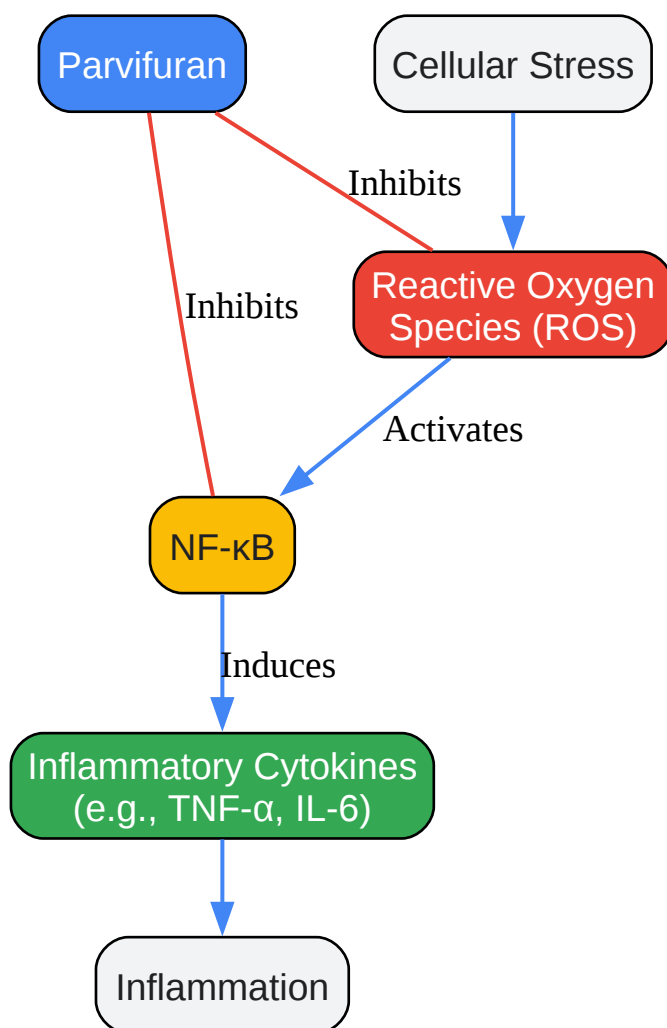 Parvifuran
Cellular Stress
Inhibits
Reactive Oxygen
Species (ROS)
Inhibits
Activates
NF-κB
Induces
Inflammatory Cytokines
(e.g., TNF-α, IL-6)
Inflammation